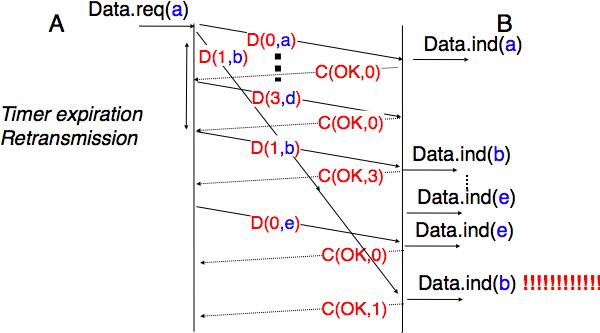 A
Data.req(a)
B
D(0,a)
Data.ind(a)
D(1,b)
C(OK,0)
D(3,d)
Timer expiration
Retransmission
C(OK,0)
D(1,b)
Data.ind(b)
C(OK,3)
Data.ind(e)
D(0,e)
Data.ind(e)
C(OK,0)
Data.ind(b) !!!!!!!!!!!!
C(OK,1)